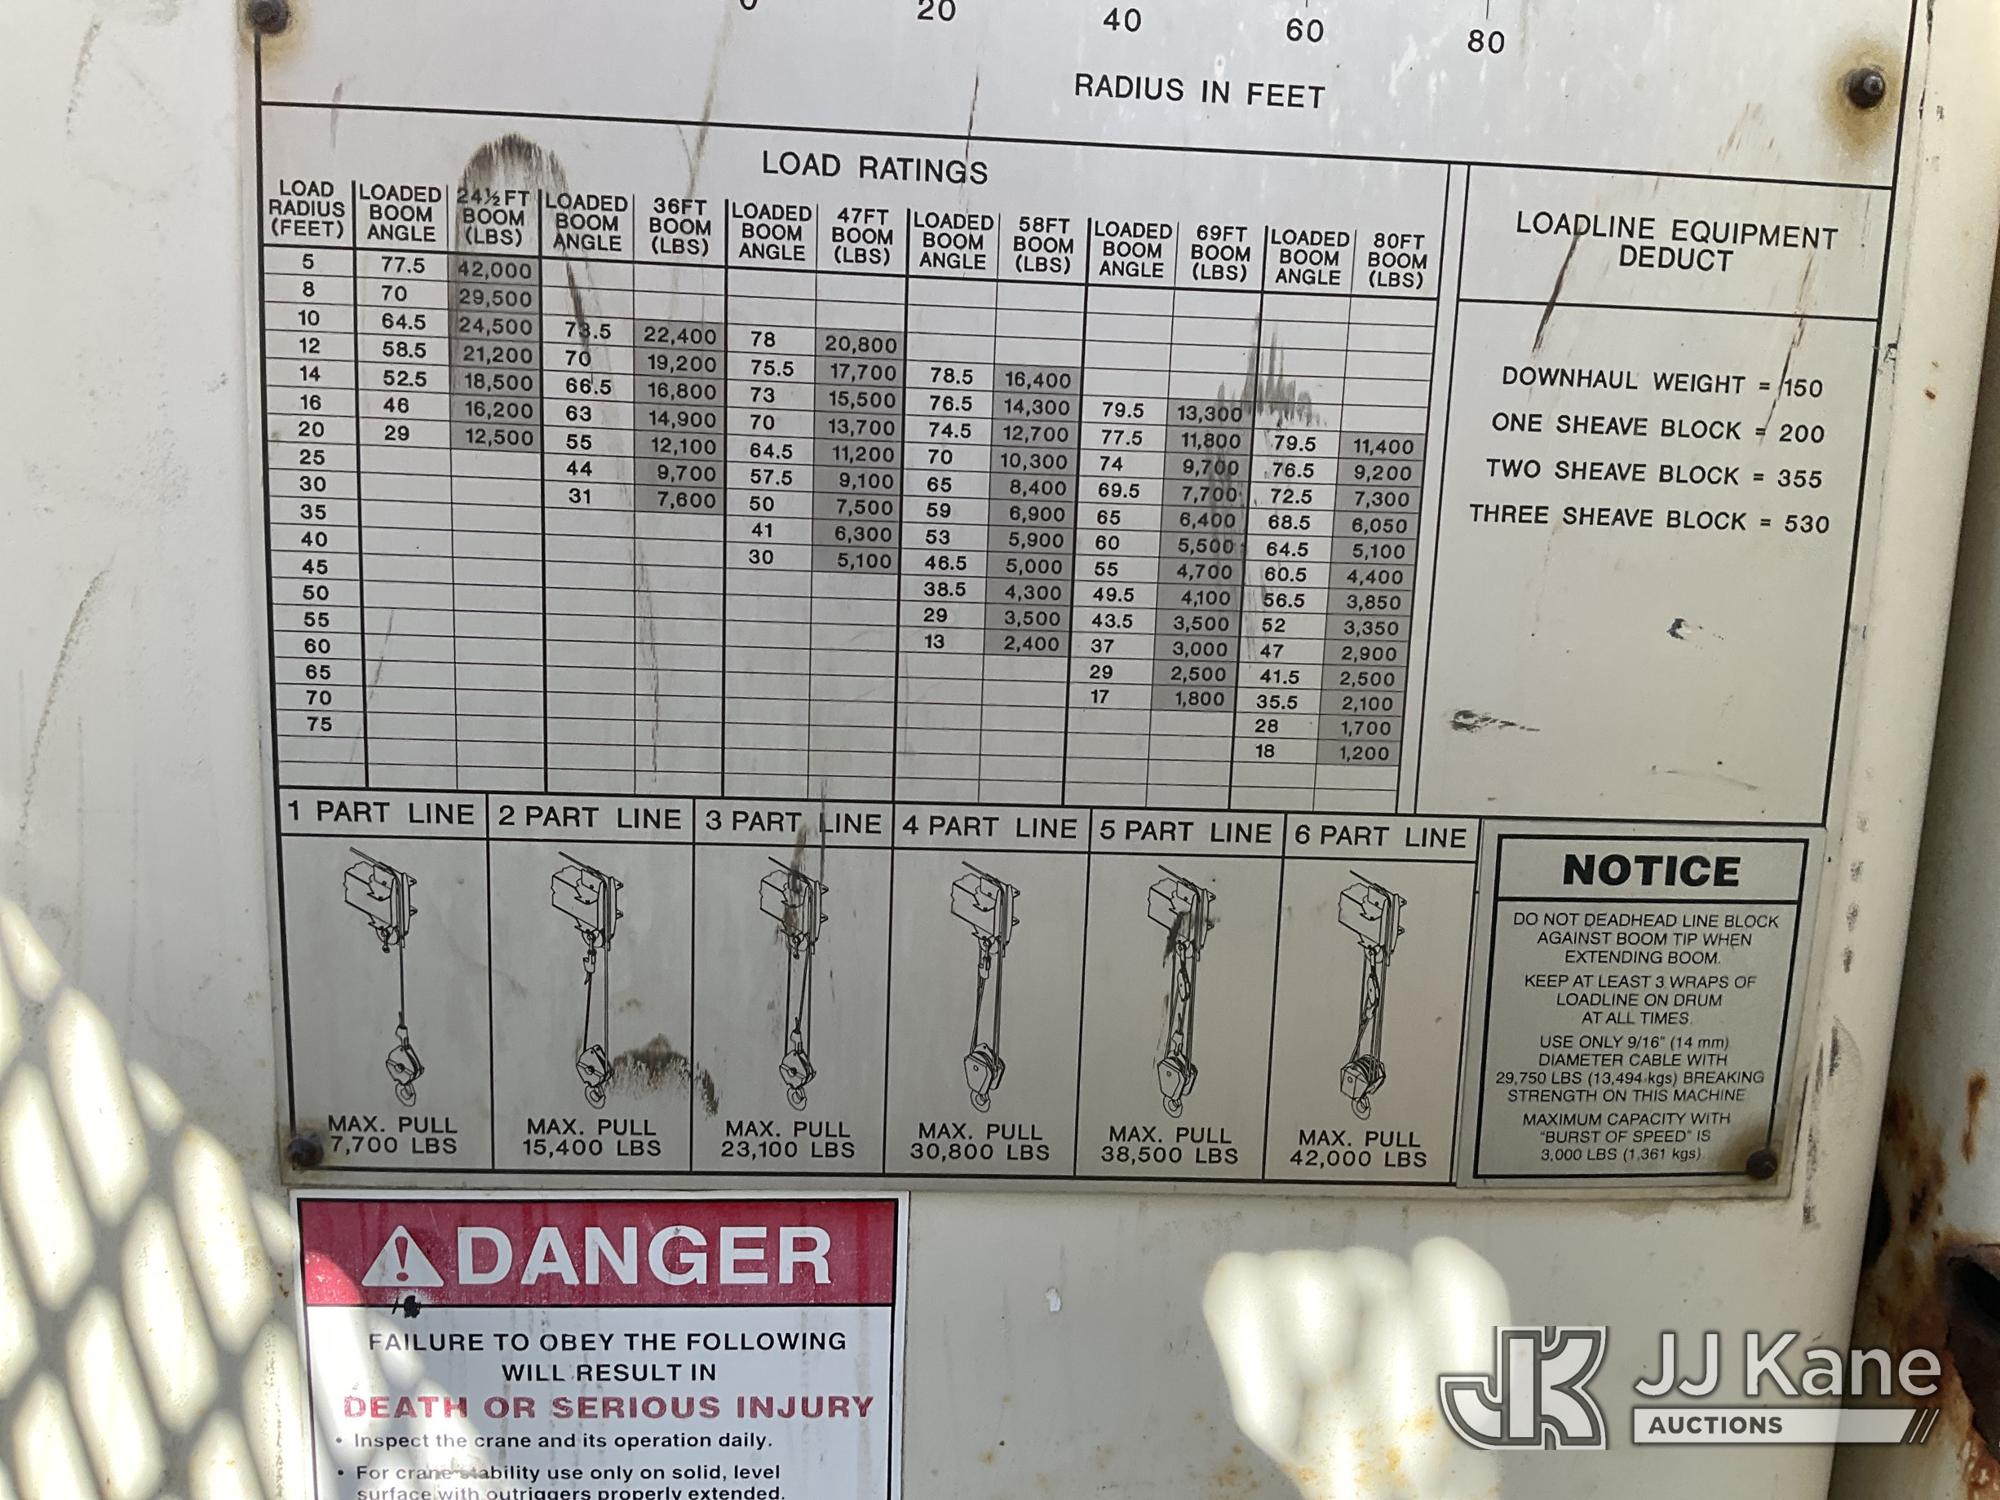 20 40 60 80
RADIUS IN FEET
LOAD RATINGS
LOAD LOADED 24½FT LOADED 36FT LOADED 47FT LOADED 58FT LOADED 69FT LOADED 80FT
RADIUS BOOM BOOM BOOM BOOM BOOM BOOM BOOM BOOM BOOM BOOM BOOM BOOM
(FEET) ANGLE (LBS) ANGLE (LBS) ANGLE (LBS) ANGLE (LBS) ANGLE (LBS) ANGLE (LBS)
5 77.5 42,000
8 70 29,500
10 64.5 24,500 73.5 22,400 78 20,800
12 58.5 21,200 70 19,200 75.5 17,700 78.5 16,400
14 52.5 18,500 66.5 16,800 73 15,500 76.5 14,300 79.5 13,300
16 46 16,200 63 14,900 70 13,700 74.5 12,700 77.5 11,800 79.5 11,400
20 29 12,500 55 12,100 64.5 11,200 70 10,300 74 9,700 76.5 9,200
25 44 9,700 57.5 9,100 65 8,400 69.5 7,700 72.5 7,300
30 31 7,600 50 7,500 59 6,900 65 6,400 68.5 6,050
35 41 6,300 53 5,900 60 5,500 64.5 5,100
40 30 5,100 46.5 5,000 55 4,700 60.5 4,400
45 38.5 4,300 49.5 4,100 56.5 3,850
50 29 3,500 43.5 3,500 52 3,350
55 13 2,400 37 3,000 47 2,900
60 29 2,500 41.5 2,500
65 17 1,800 35.5 2,100
70 28 1,700
75 18 1,200
LOADLINE EQUIPMENT
DEDUCT
DOWNHAUL WEIGHT = 150
ONE SHEAVE BLOCK = 200
TWO SHEAVE BLOCK = 355
THREE SHEAVE BLOCK = 530
1 PART LINE 2 PART LINE 3 PART LINE 4 PART LINE 5 PART LINE 6 PART LINE
MAX. PULL MAX. PULL MAX. PULL MAX. PULL MAX. PULL MAX. PULL
7,700 LBS 15,400 LBS 23,100 LBS 30,800 LBS 38,500 LBS 42,000 LBS
NOTICE
DO NOT DEADHEAD LINE BLOCK
AGAINST BOOM TIP WHEN
EXTENDING BOOM.
KEEP AT LEAST 3 WRAPS OF
LOADLINE ON DRUM
AT ALL TIMES.
USE ONLY 9/16" (14 mm)
DIAMETER CABLE WITH
29,750 LBS (13,494 kgs) BREAKING
STRENGTH ON THIS MACHINE
MAXIMUM CAPACITY WITH
"BURST OF SPEED" IS
3,000 LBS (1,361 kgs)
DANGER
FAILURE TO OBEY THE FOLLOWING
WILL RESULT IN
DEATH OR SERIOUS INJURY
• Inspect the crane and its operation daily.
• For crane stability use only on solid, level
surface with outriggers properly extended.
JK JJ Kane
AUCTIONS